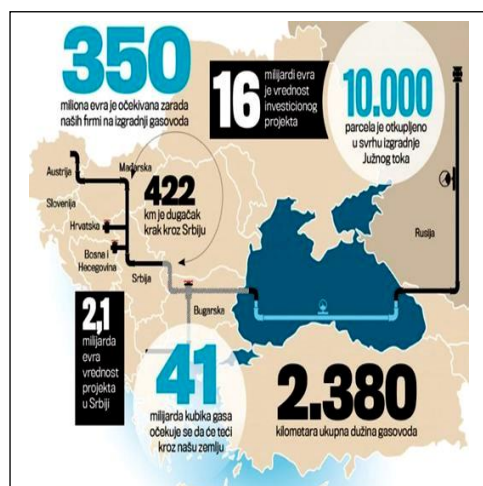 350
miliona evra je očekivana zarada
naših firmi na izgradnji gasovoda
16
milijardi evra
je vrednost
investicionog
projekta
10.000
parcela je otkupljeno
u svrhu izgradnje
Južnog toka
Austrija
Mađarska
Slovenija
422
km je dugačak
krak kroz Srbiju
Hrvatska
Rusija
Bosna i
Hecegovina
Srbija
Bugarska
2,1
milijarda
evra
vrednost
projekta
u Srbiji
41
milijarda kubika gasa
očekuje se da će teći
kroz našu zemlju
2.380
kilometara ukupna dužina gasovoda